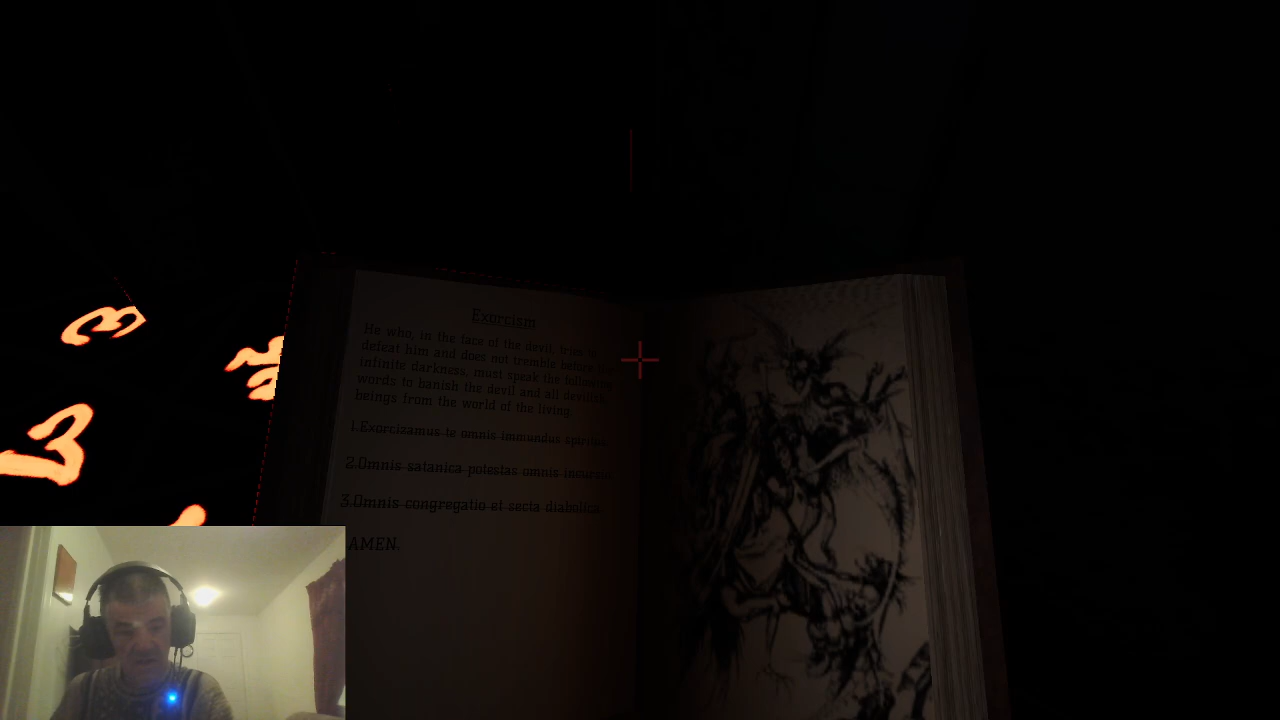 Exorcism
He who, in the face of the devil, tries to
defeat him and does not tremble before the
infinite darkness, must speak the following
words to banish the devil and all devilish
beings from the world of the living.
1.Exorcizamus te omnis immundus spiritus.
2.Omnis satanica potestas omnis incursio
3.Omnis congregatio et secta diabolica.
AMEN.